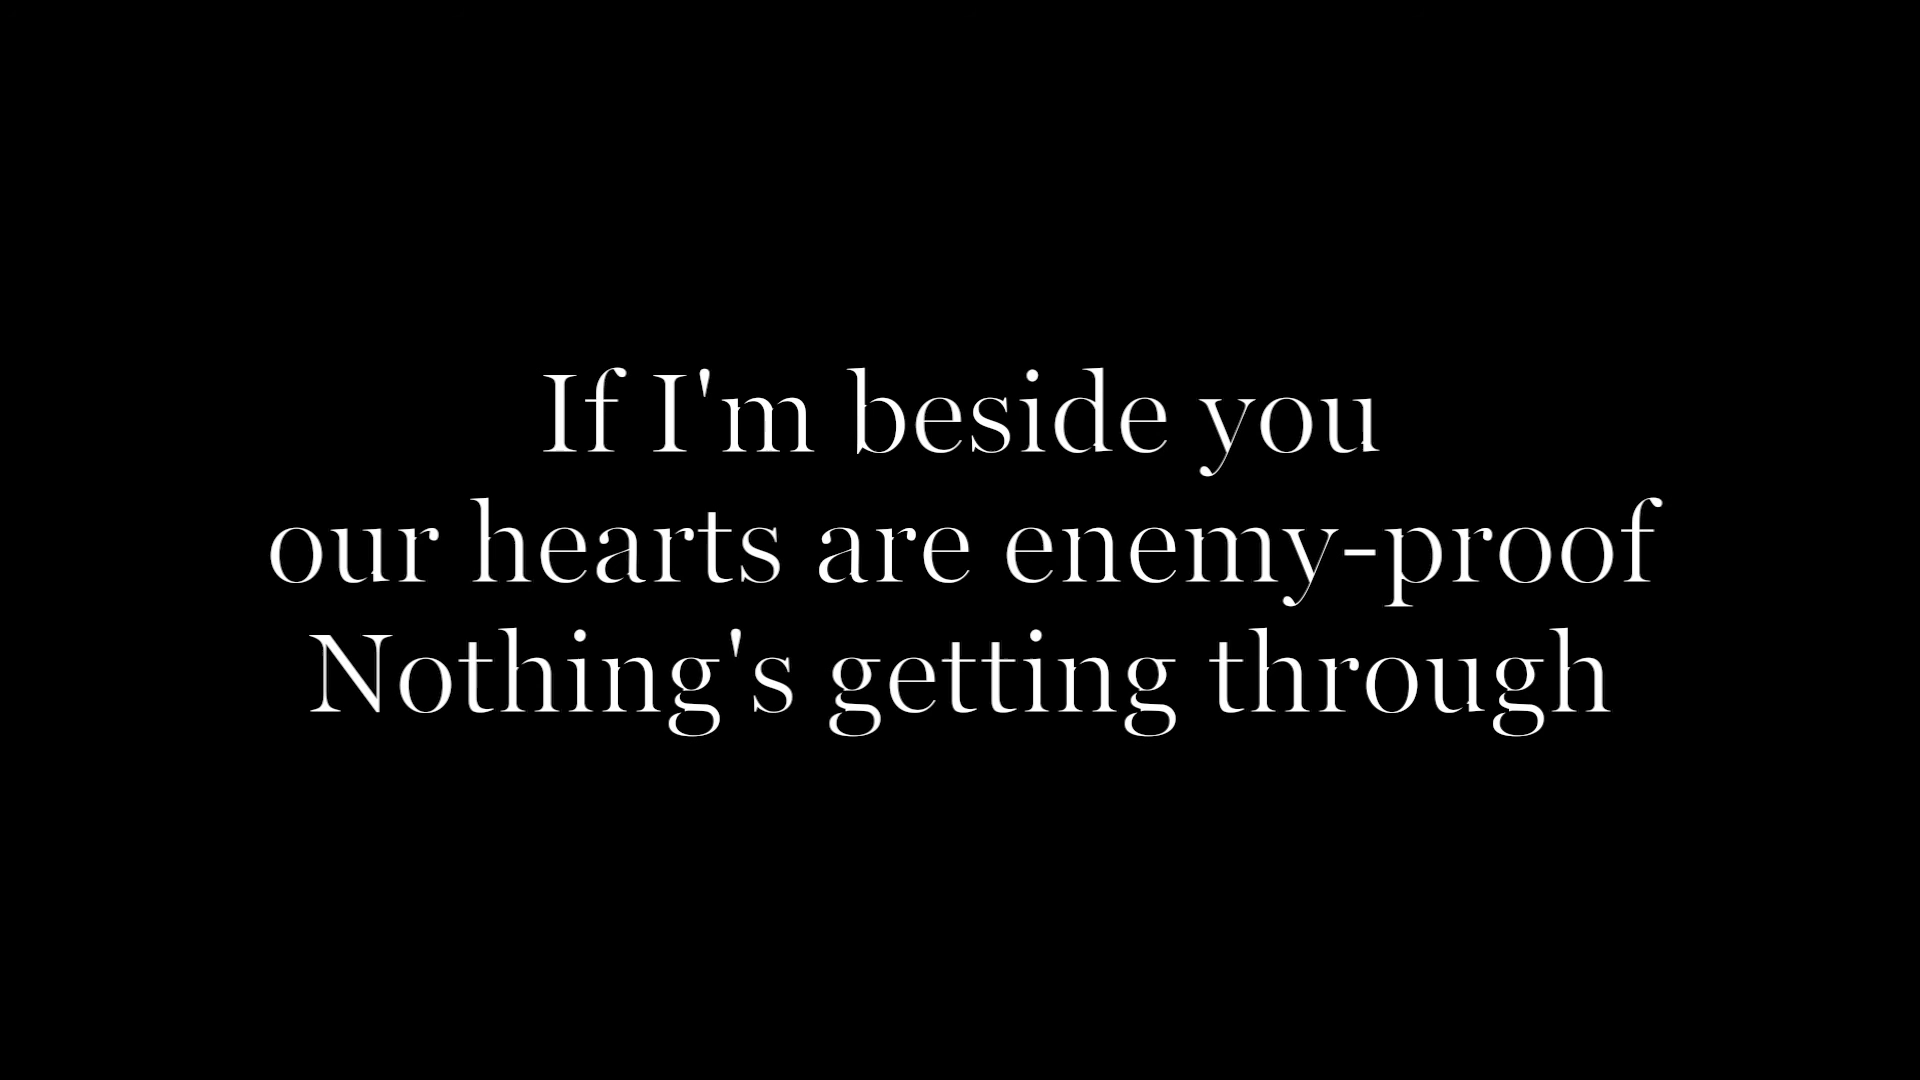 If I'm beside you
our hearts are enemy-proof
Nothing's getting through